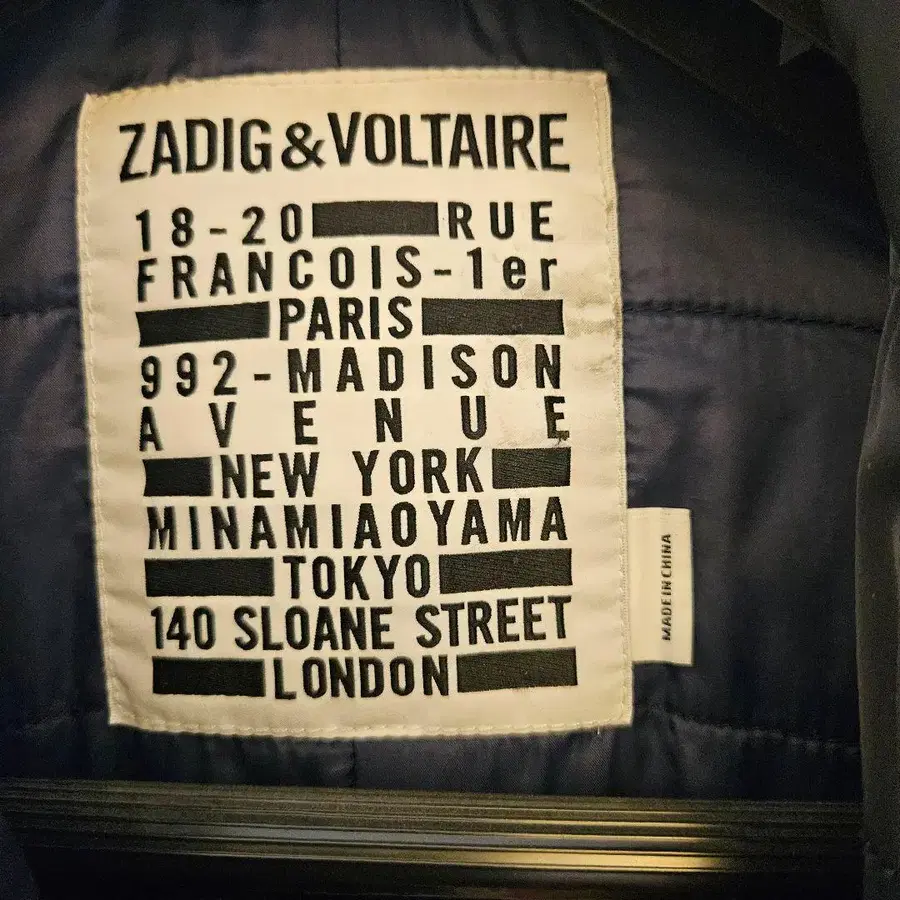 ZADIG&VOLTAIRE
18-20 RUE
FRANCOIS-1er
PARIS
992-MADISON
AVENUE
NEW YORK
MINAMIAOYAMA
TOKYO
140 SLOANE STREET
LONDON
MADE IN CHINA